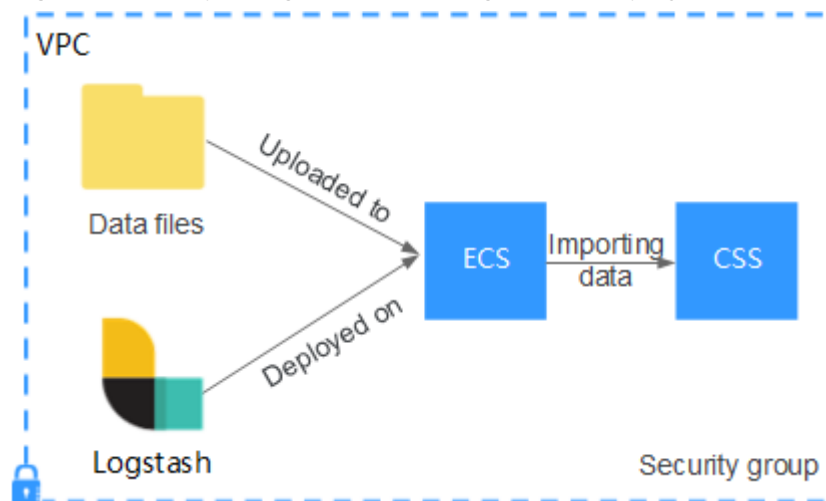 VPC
Uploaded to
Data files
ECS
Importing
data
CSS
Deployed on
Logstash
Security group